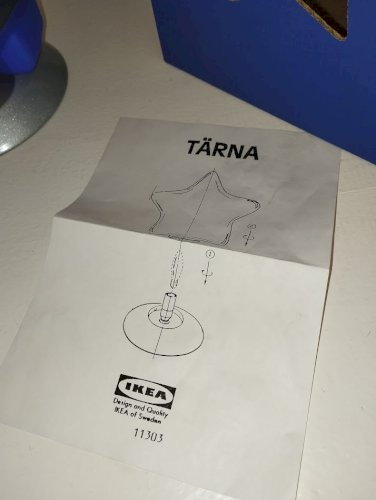 TÄRNA
IKEA
Design and Quality
IKEA of Sweden
11303